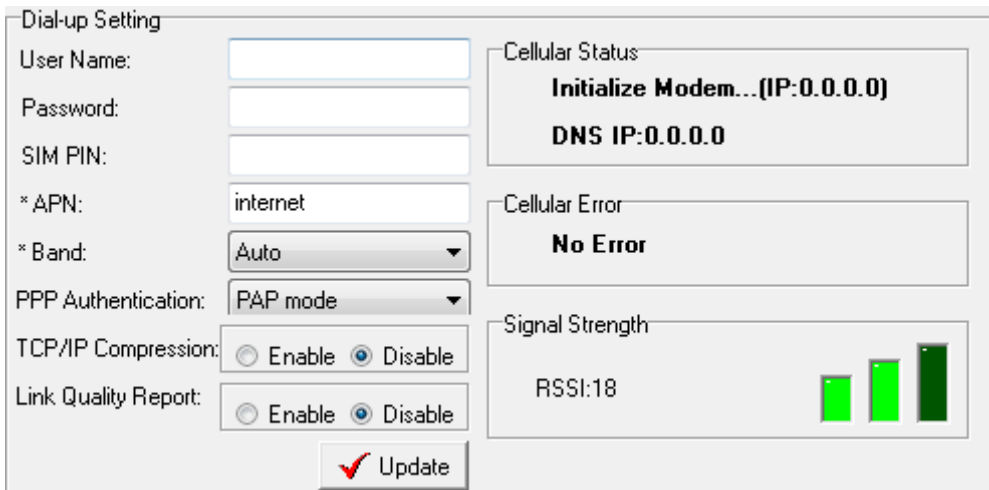 Dial-up Setting
User Name:
Password:
SIM PIN:
* APN:
internet
* Band:
Auto
PPP Authentication:
PAP mode
TCP/IP Compression:
Enable Disable
Link Quality Report:
Enable Disable
Update
Cellular Status
Initialize Modem...(IP:0.0.0.0)
DNS IP:0.0.0.0
Cellular Error
No Error
Signal Strength
RSSI:18